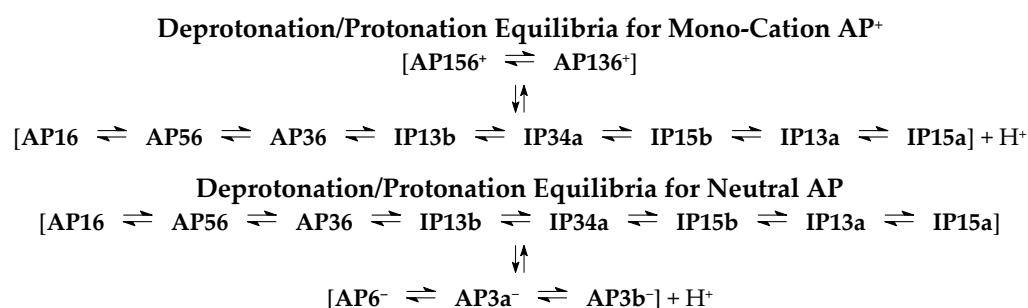 Deprotonation/Protonation Equilibria for Mono-Cation AP⁺
[AP156⁺ ⇌ AP136⁺]
⇃↾
[AP16 ⇌ AP56 ⇌ AP36 ⇌ IP13b ⇌ IP34a ⇌ IP15b ⇌ IP13a ⇌ IP15a] + H⁺
Deprotonation/Protonation Equilibria for Neutral AP
[AP16 ⇌ AP56 ⇌ AP36 ⇌ IP13b ⇌ IP34a ⇌ IP15b ⇌ IP13a ⇌ IP15a]
⇃↾
[AP6⁻ ⇌ AP3a⁻ ⇌ AP3b⁻] + H⁺